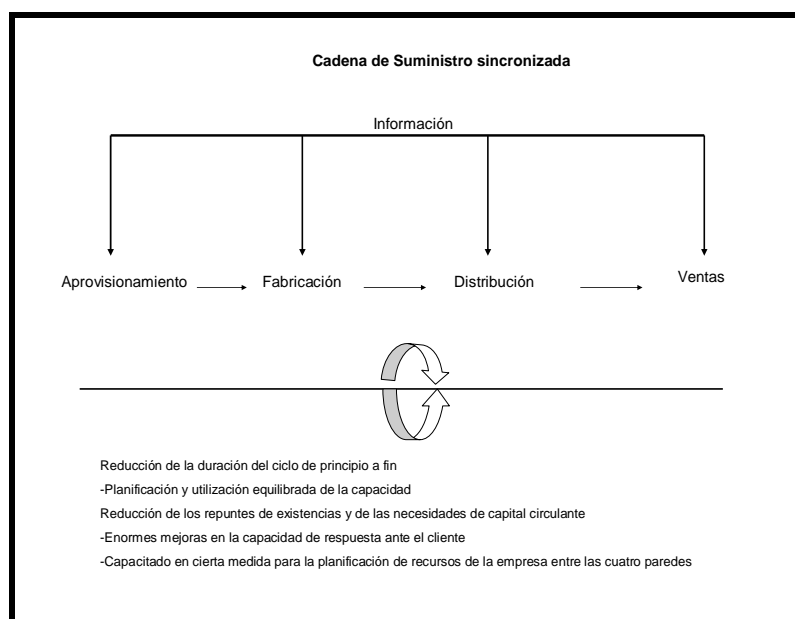 Cadena de Suministro sincronizada
Información
Aprovisionamiento
Fabricación
Distribución
Ventas
Reducción de la duración del ciclo de principio a fin
-Planificación y utilización equilibrada de la capacidad
Reducción de los repuntes de existencias y de las necesidades de capital circulante
-Enormes mejoras en la capacidad de respuesta ante el cliente
-Capacitado en cierta medida para la planificación de recursos de la empresa entre las cuatro paredes